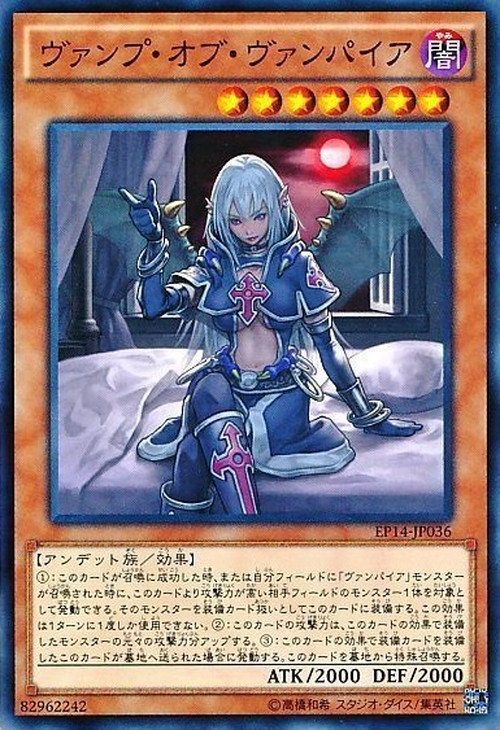 ヴァンプ・オブ・ヴァンパイア
闇
EP14-JP036
【アンデット族／効果】
①：このカードが召喚に成功した時、または自分フィールドに「ヴァンパイア」モンスター
が召喚された時に、このカードより攻撃力が高い相手フィールドのモンスター1体を対象と
して発動できる。そのモンスターを装備カード扱いとしてこのカードに装備する。この効果
は1ターンに1度しか使用できない。②：このカードの攻撃力は、このカードの効果で装備
したモンスターの元々の攻撃力分アップする。③：このカードの効果で装備カードを装備
したこのカードが墓地へ送られた場合に発動する。このカードを墓地から特殊召喚する。
ATK/2000 DEF/2000
82962242
©高橋和希 スタジオ・ダイス/集英社